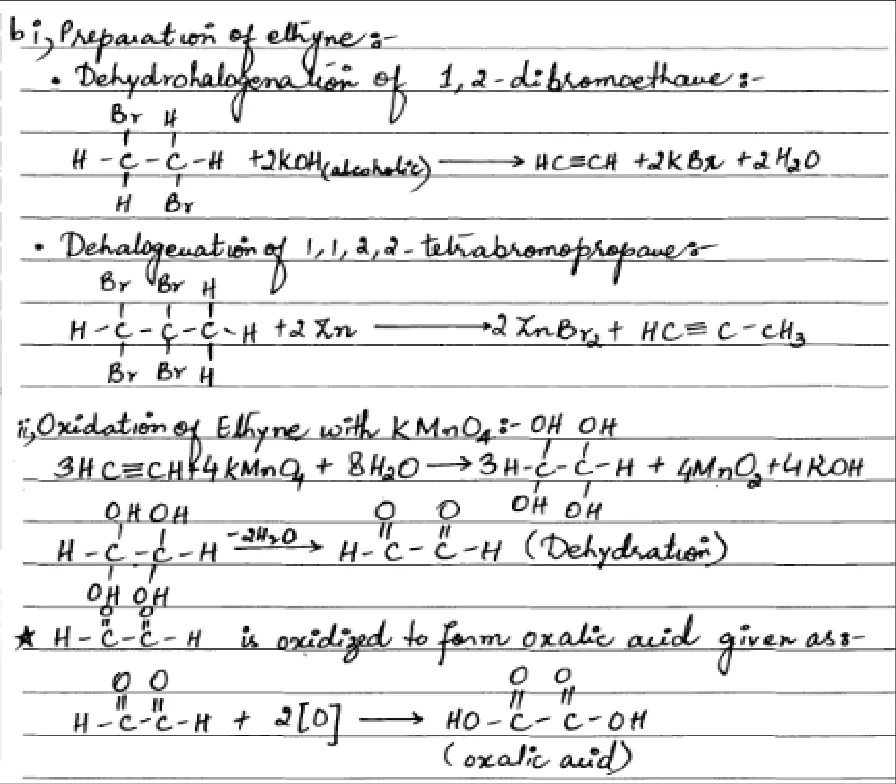 b i, Preparation of ethyne :-
• Dehydrohalogenation of 1,2-dibromoethane :-
Br H
H - C - C - H +2KOH(alcoholic) ⟶ HC≡CH +2KBr +2H₂O
H Br
• Dehalogenation of 1,1,2,2-tetrabromopropane :-
Br Br H
H - C - C - C - H +2 Zn ⟶ 2 ZnBr₂ + HC≡C-CH₃
Br Br H
ii, Oxidation of Ethyne with KMnO₄ :- OH OH
3HC≡CH+4KMnO₄ + 8H₂O ⟶ 3H-C-C-H + 4MnO₂+4KOH
OH OH
OH OH O O
H - C - C - H -2H₂O⟶ H - C - C - H (Dehydration)
OH OH
O O
* H - C - C - H is oxidized to form oxalic acid given as :-
O O O O
H - C - C - H + 2[O] ⟶ HO - C - C - OH
(oxalic acid)